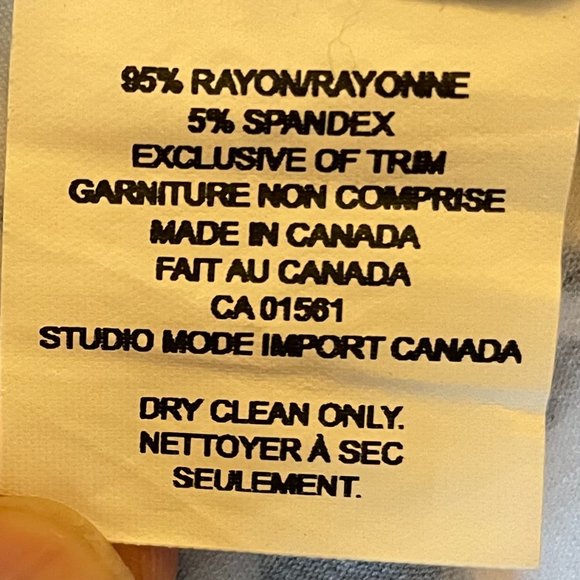 95% RAYON/RAYONNE
5% SPANDEX
EXCLUSIVE OF TRIM
GARNITURE NON COMPRISE
MADE IN CANADA
FAIT AU CANADA
CA 01561
STUDIO MODE IMPORT CANADA
DRY CLEAN ONLY.
NETTOYER À SEC
SEULEMENT.